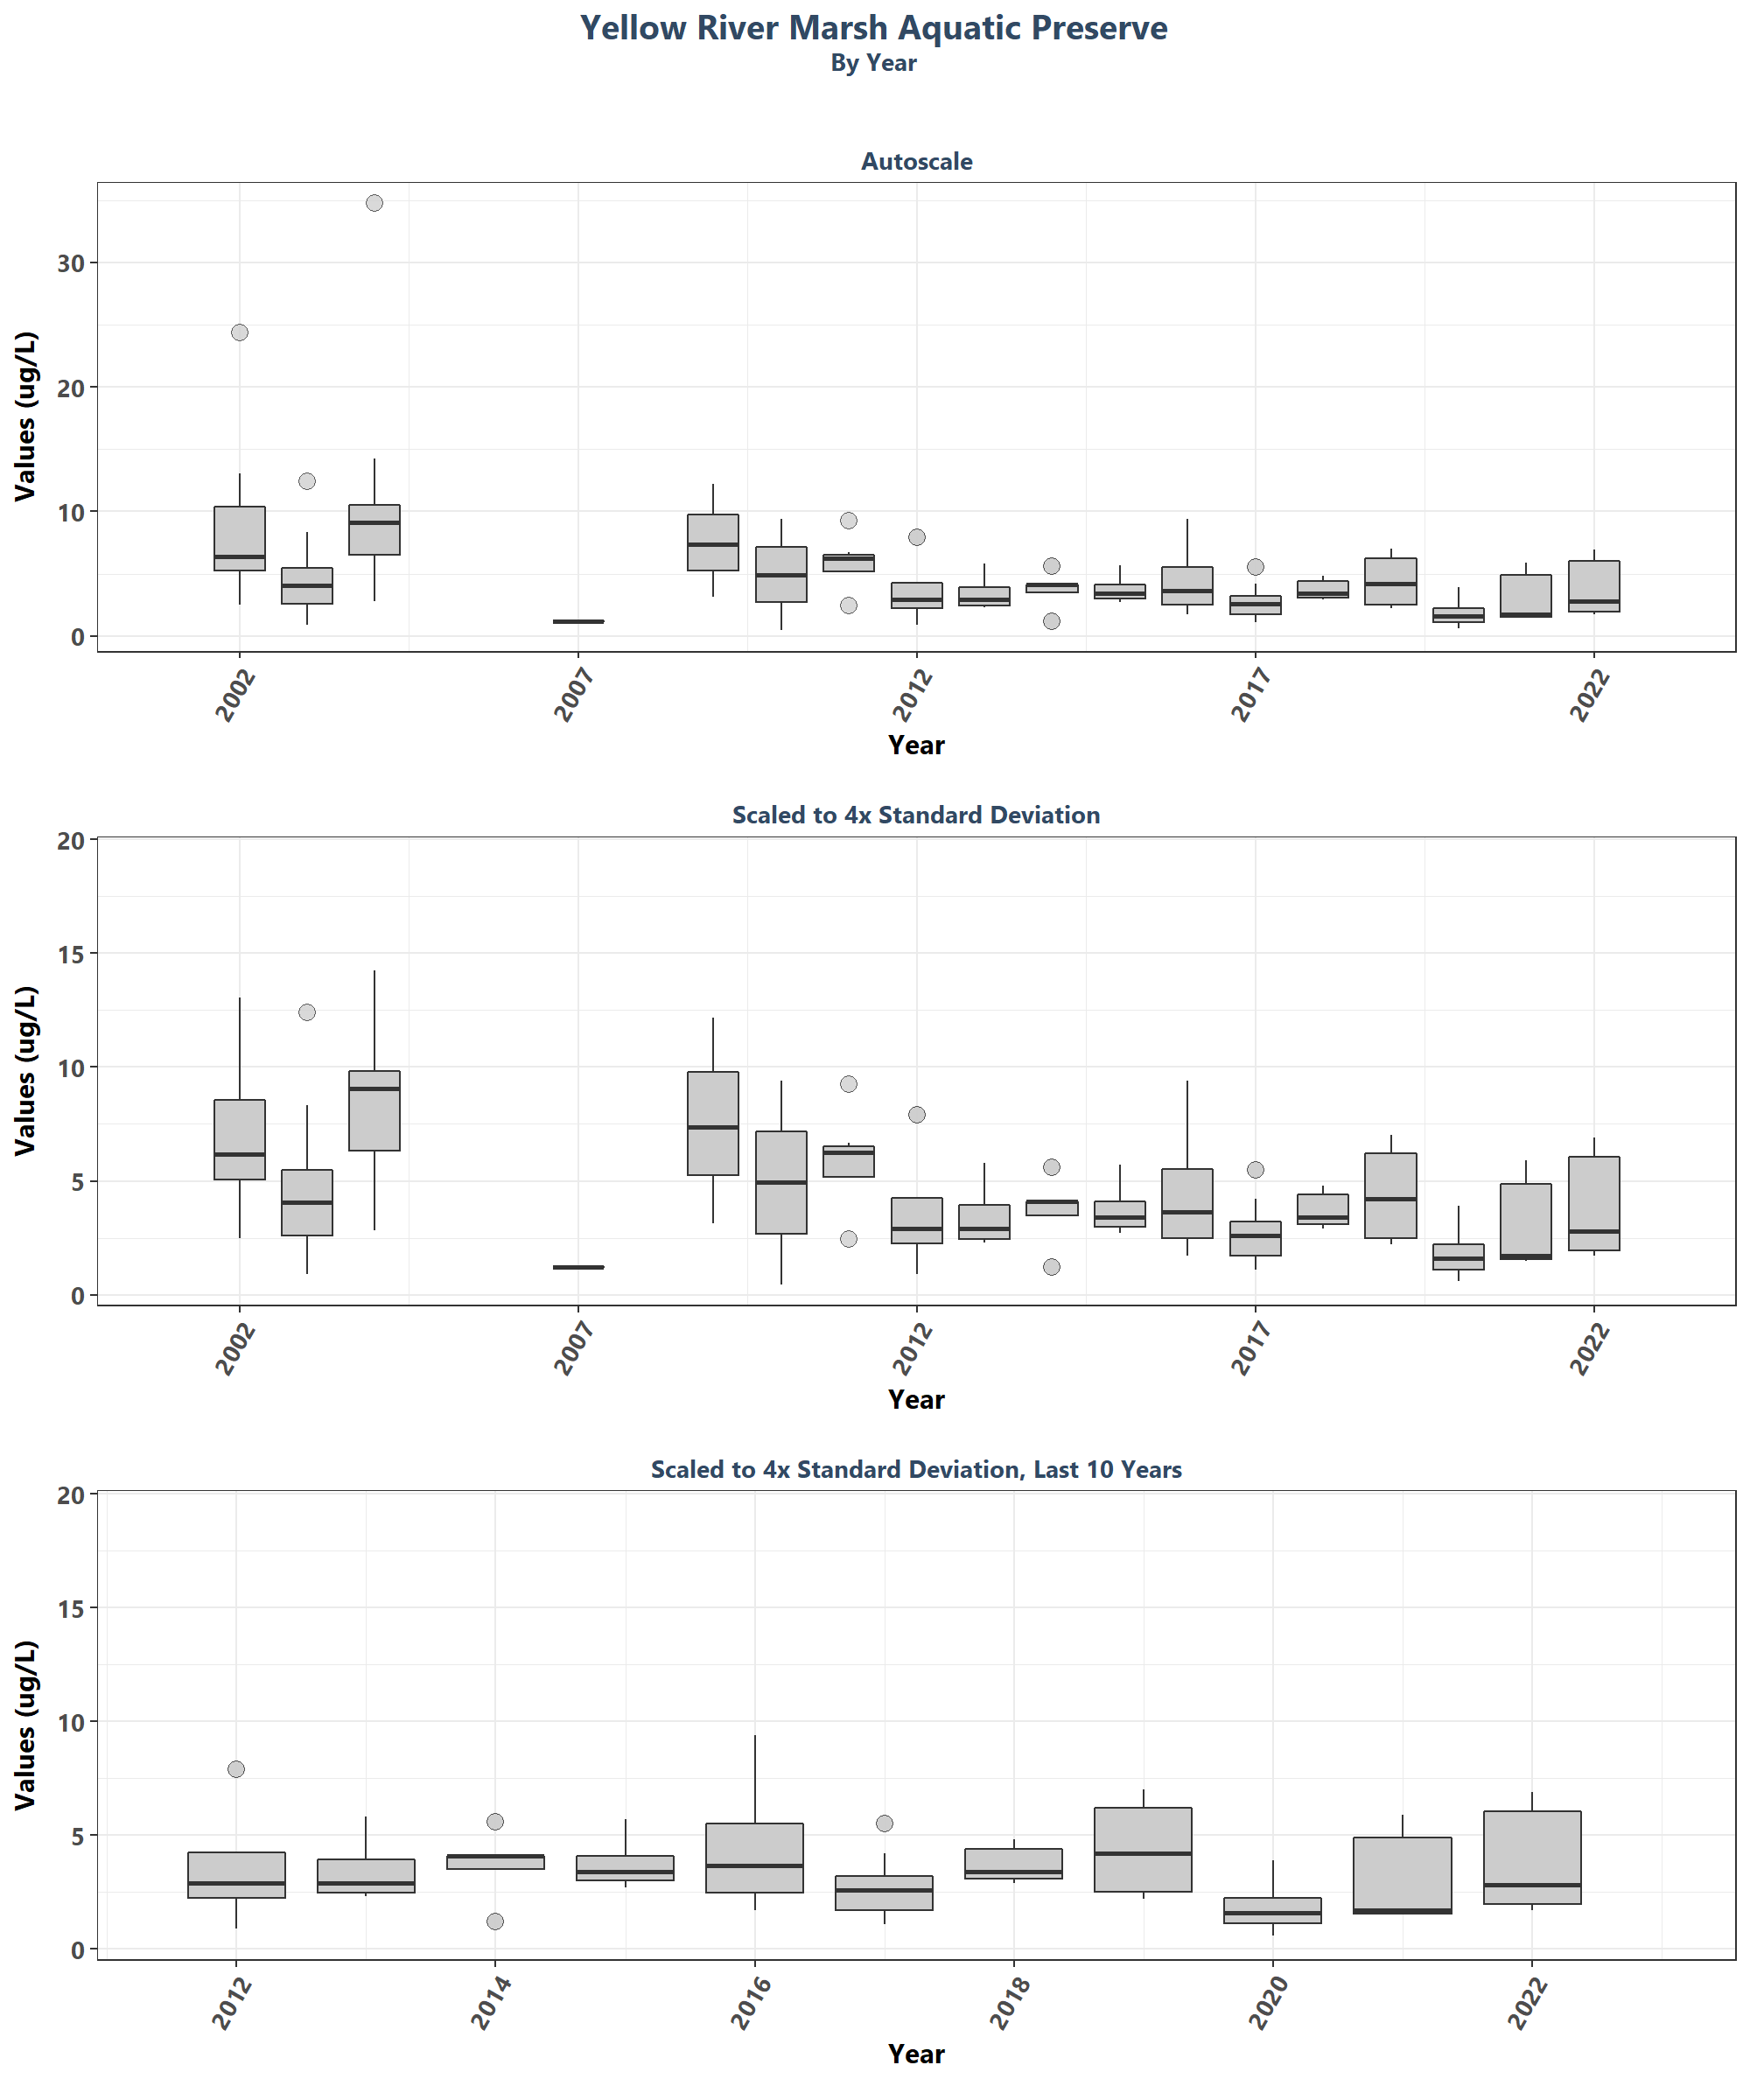 Yellow River Marsh Aquatic Preserve
By Year
Autoscale
Values (ug/L)
30
20
10
0
2002
2007
2012
2017
2022
Year
Scaled to 4x Standard Deviation
Values (ug/L)
20
15
10
5
0
2002
2007
2012
2017
2022
Year
Scaled to 4x Standard Deviation, Last 10 Years
Values (ug/L)
20
15
10
5
0
2012
2014
2016
2018
2020
2022
Year